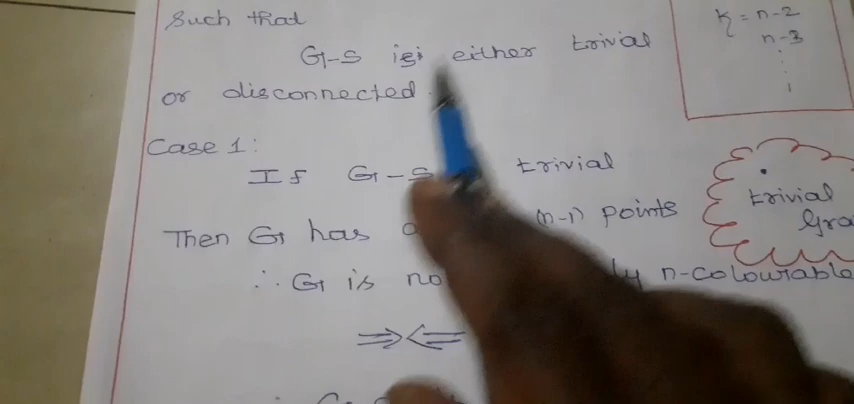 Such that
G-S is either trivial
or disconnected.
Case 1:
If G-S trivial
Then G has (n-1) points
∴ G is n-colourable
⇒⇐
K = n-2
n-3
⋮
1
trivial